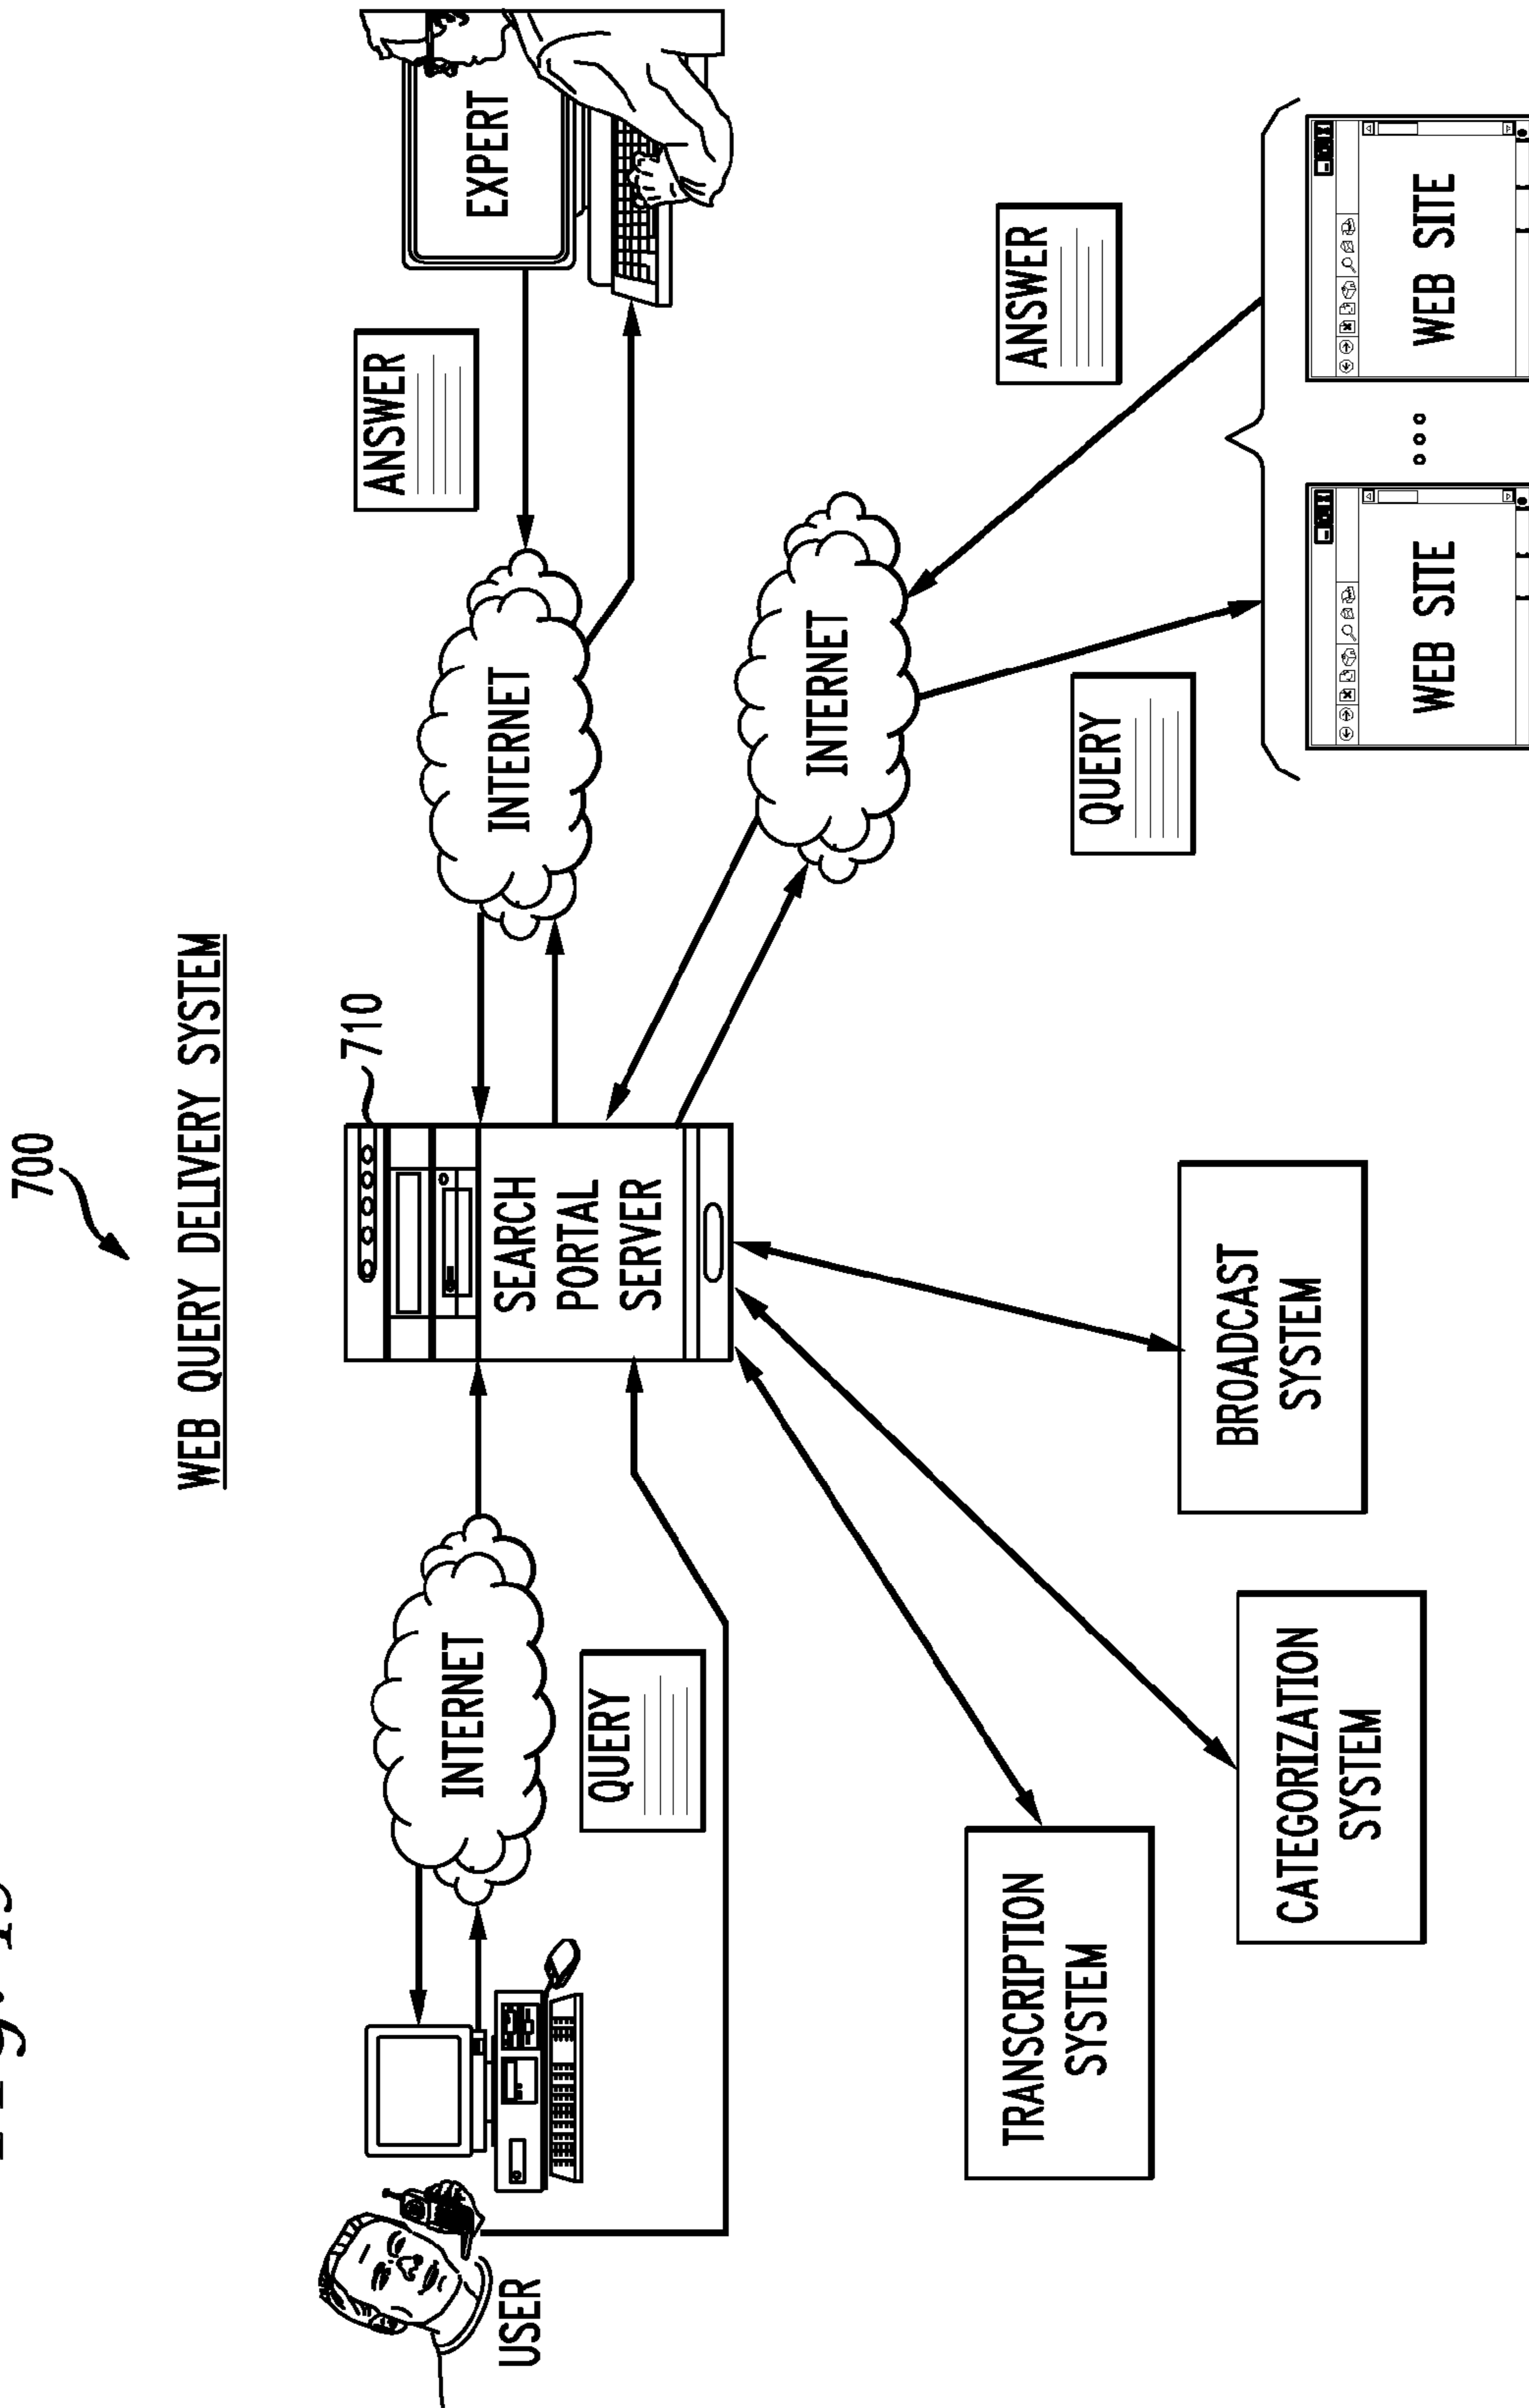 700
WEB QUERY DELIVERY SYSTEM
710
EXPERT
ANSWER
INTERNET
INTERNET
SEARCH
PORTAL
SERVER
USER
QUERY
INTERNET
ANSWER
QUERY
WEB SITE
WEB SITE
TRANSCRIPTION
SYSTEM
CATEGORIZATION
SYSTEM
BROADCAST
SYSTEM